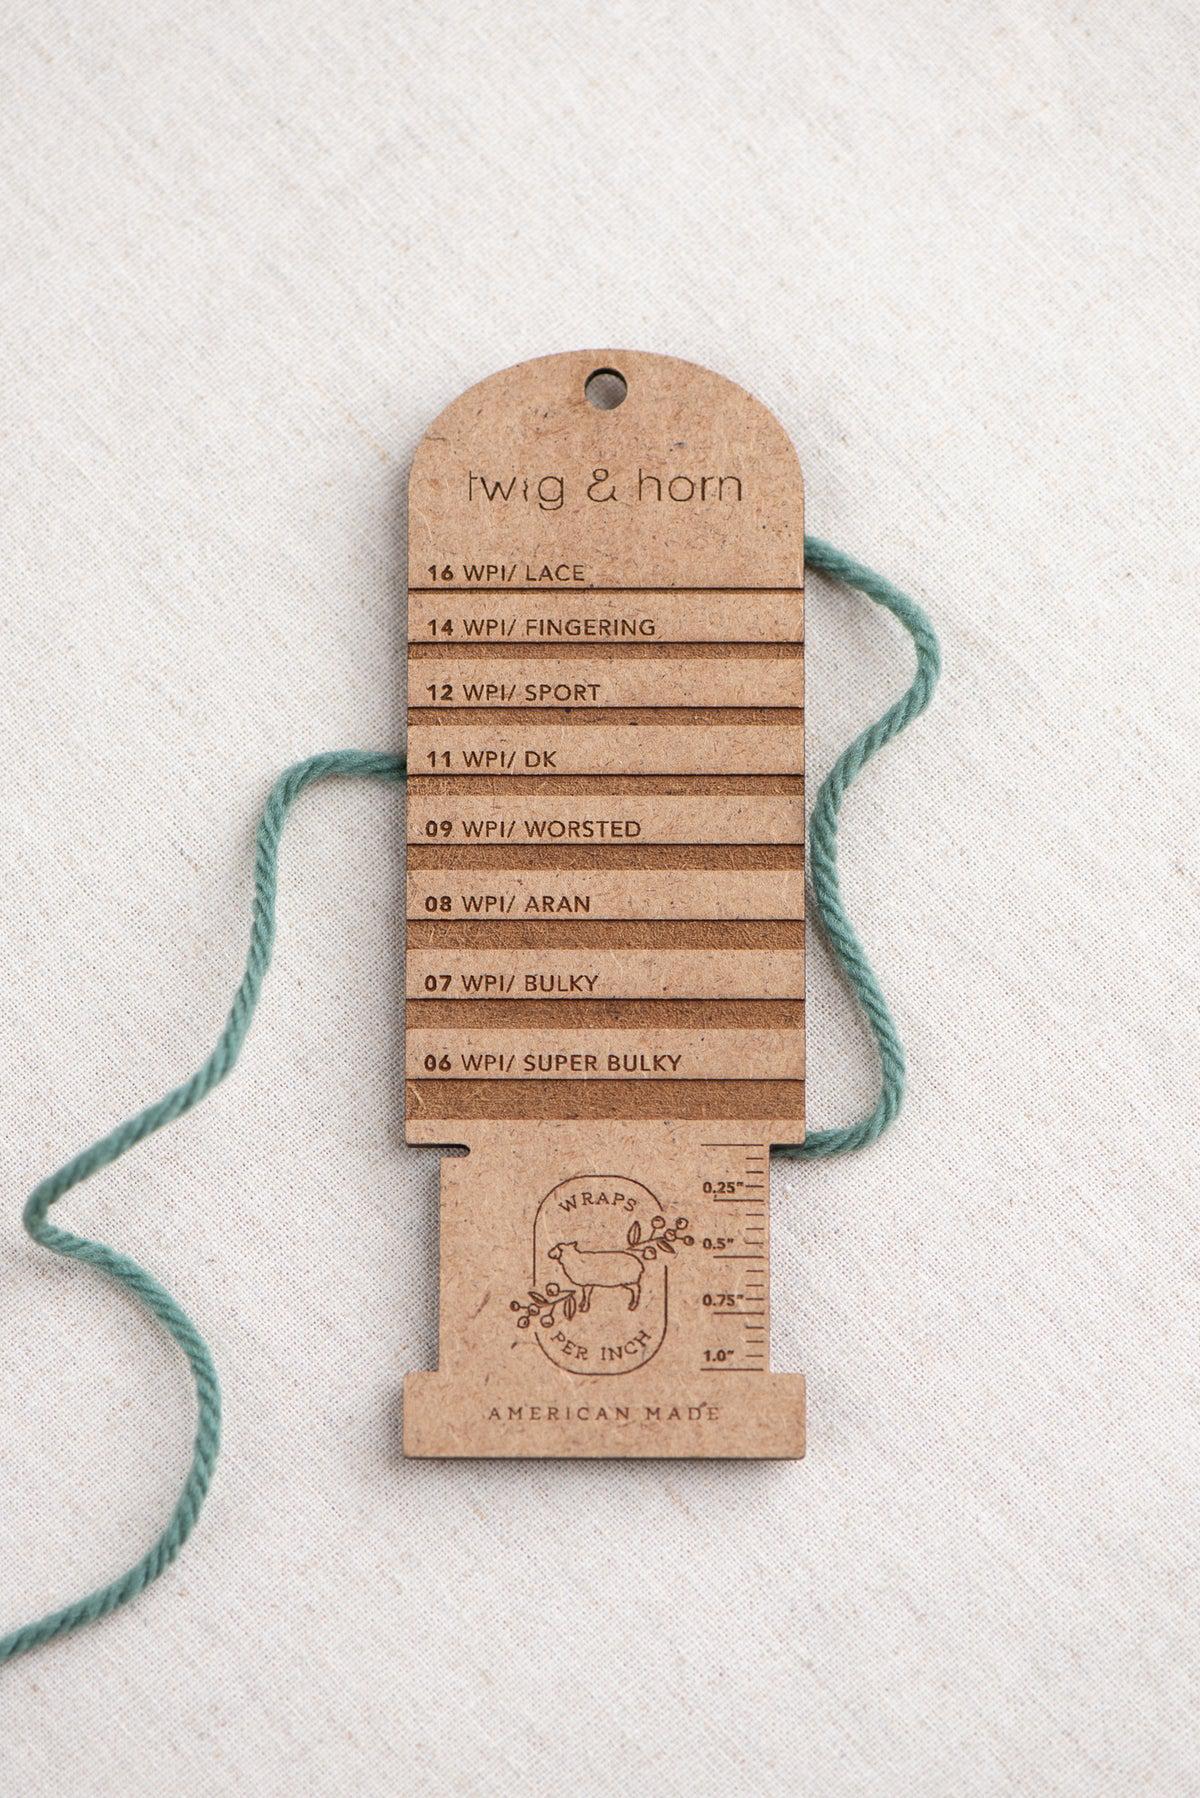 twig & horn
16 WPI/ LACE
14 WPI/ FINGERING
12 WPI/ SPORT
11 WPI/ DK
09 WPI/ WORSTED
08 WPI/ ARAN
07 WPI/ BULKY
06 WPI/ SUPER BULKY
WRAPS
PER INCH
0.25"
0.5"
0.75"
1.0"
AMERICAN MADE